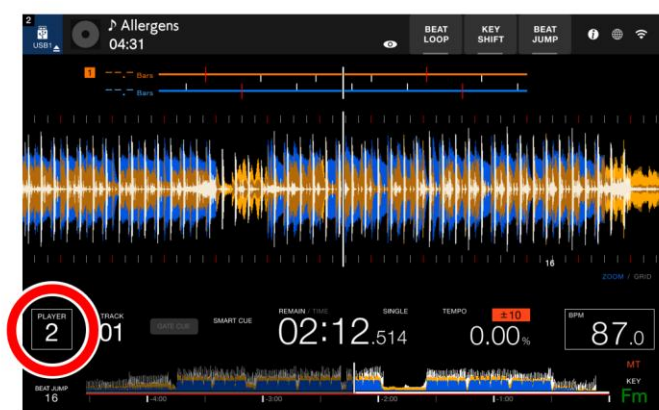 2
USB1
♪ Allergens
04:31
BEAT LOOP
KEY SHIFT
BEAT JUMP
1 --.- Bars
--.- Bars
16
ZOOM / GRID
PLAYER
2
TRACK
01
GATE CUE
SMART CUE
REMAIN / TIME
SINGLE
02:12.514
TEMPO
±10
0.00%
BPM
87.0
MT
BEAT JUMP
16
KEY
Fm
-4:00
-3:00
-2:00
-1:00